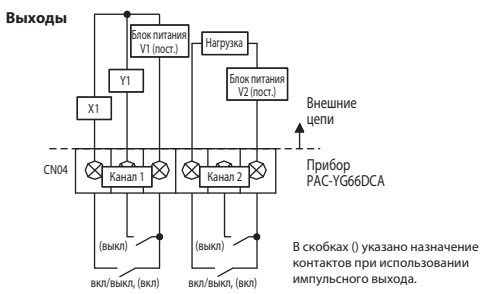 Выходы
Блок питания
V1 (пост.)
Нагрузка
Y1
Блок питания
V2 (пост.)
X1
Внешние
цепи
CN04
Канал 1
Канал 2
Прибор
PAC-YG66DCA
(выкл)
(выкл)
В скобках () указано назначение
контактов при использовании
импульсного выхода.
вкл/выкл, (вкл)
вкл/выкл, (вкл)